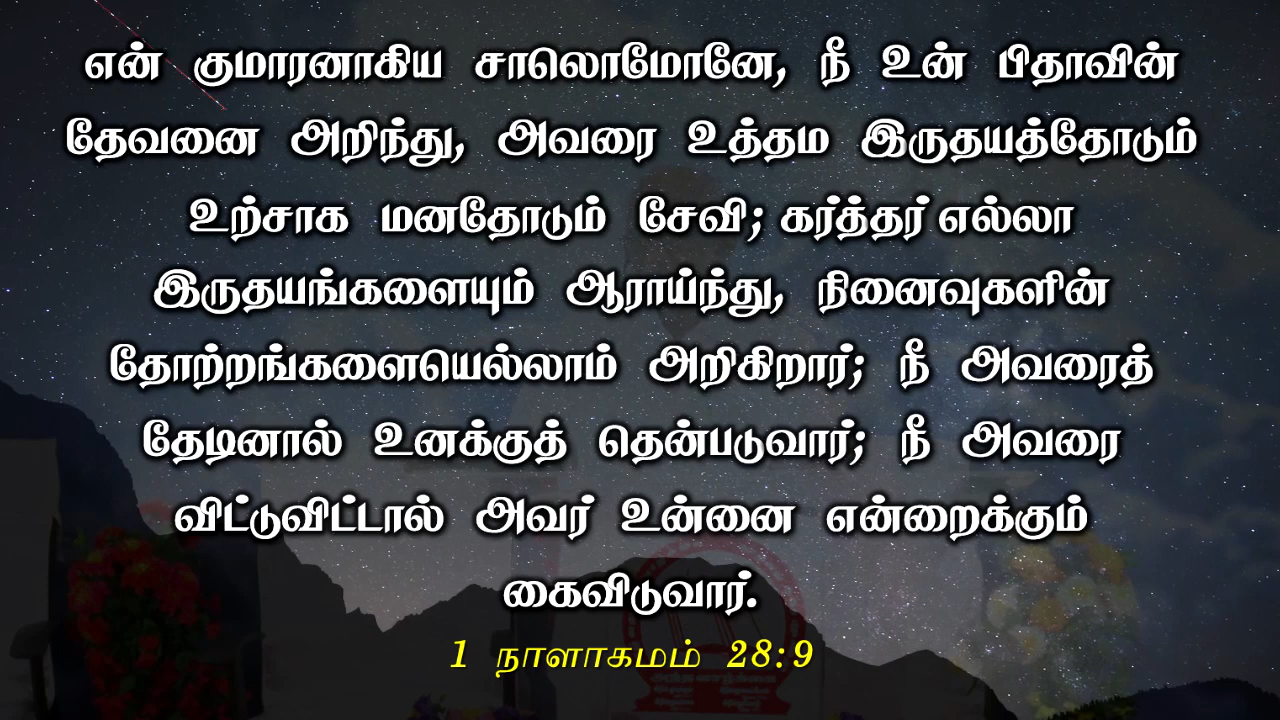 என் குமாரனாகிய சாலொமோனே, நீ உன் பிதாவின்
தேவனை அறிந்து, அவரை உத்தம இருதயத்தோடும்
உற்சாக மனதோடும் சேவி; கர்த்தர் எல்லா
இருதயங்களையும் ஆராய்ந்து, நினைவுகளின்
தோற்றங்களையெல்லாம் அறிகிறார்; நீ அவரைத்
தேடினால் உனக்குத் தென்படுவார்; நீ அவரை
விட்டுவிட்டால் அவர் உன்னை என்றைக்கும்
கைவிடுவார்.
1 நாளாகமம் 28:9